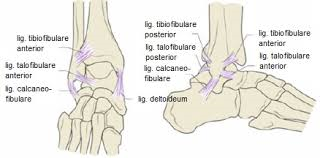 lig. tibiofibulare
anterior
lig. talofibulare
anterior
lig. calcaneo-
fibulare
lig. deltoideum
lig. tibiofibulare
posterior
lig. talofibulare
posterior
lig. calcaneo-
fibulare
lig. tibiofibulare
anterior
lig. talofibulare
anterior